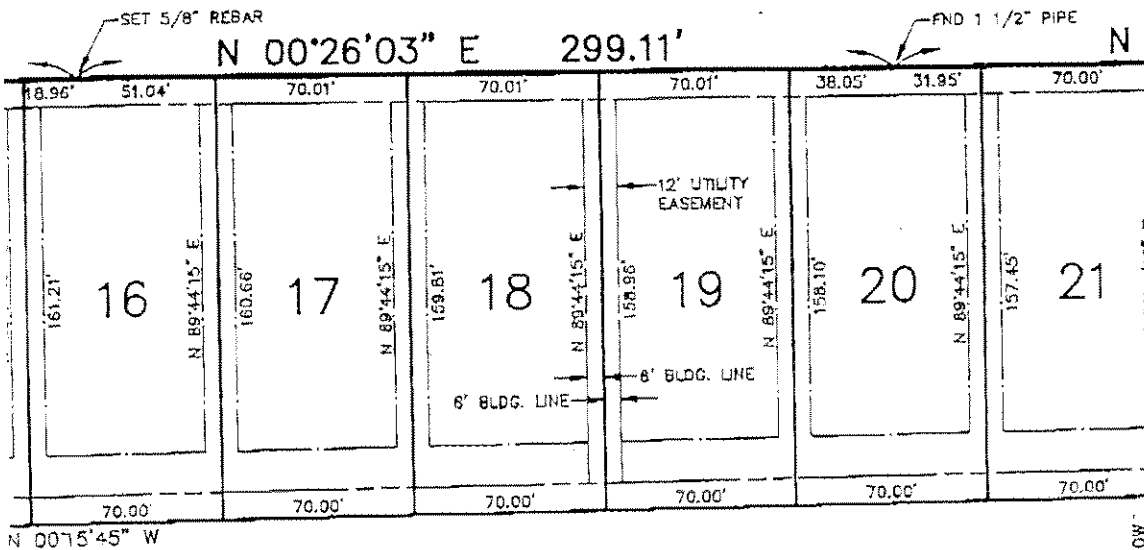 SET 5/8" REBAR
FND 1 1/2" PIPE
N 00°26'03" E 299.11'
N
18.96' 51.04' 70.01' 70.01' 70.01' 38.05' 31.95' 70.00'
12' UTILITY
EASEMENT
161.21'
16
N 89°44'15" E
160.66'
17
N 89°44'15" E
159.81'
18
N 89°44'15" E
158.96'
19
N 89°44'15" E
158.10'
20
N 89°44'15" E
157.45'
21
6' BLDG. LINE
6' BLDG. LINE
70.00' 70.00' 70.00' 70.00' 70.00' 70.00'
N 00°15'45" W